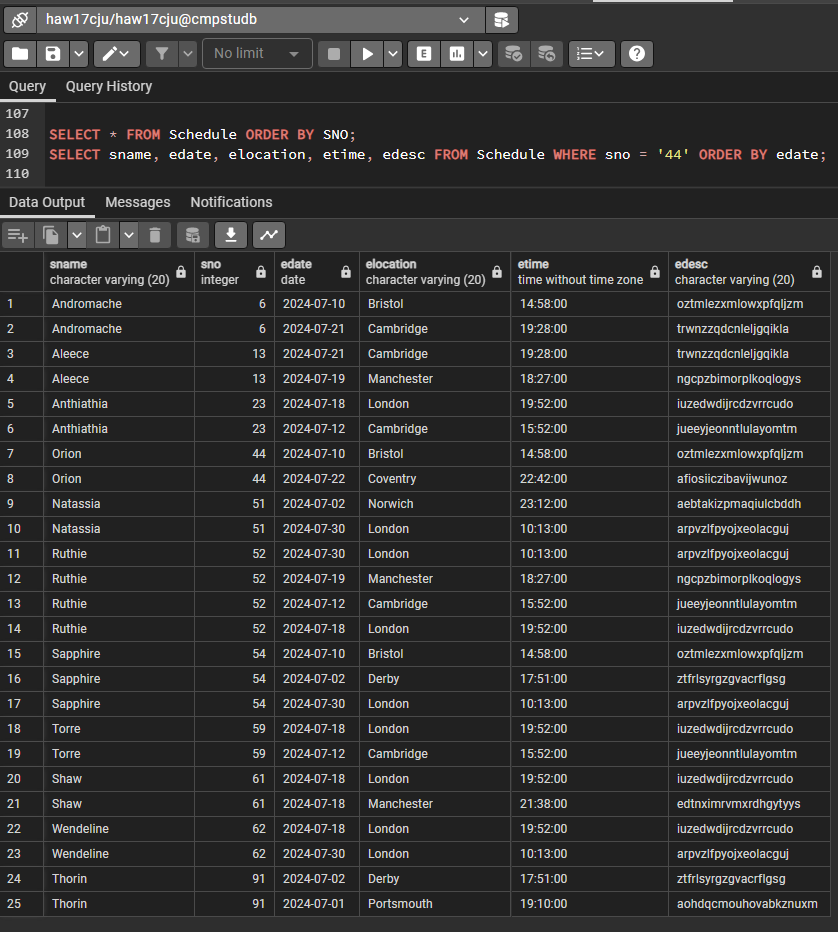 haw17cju/haw17cju@cmpstudb
No limit
E
?
Query Query History
107
108 SELECT * FROM Schedule ORDER BY SNO;
109 SELECT sname, edate, elocation, etime, edesc FROM Schedule WHERE sno = '44' ORDER BY edate;
110
Data Output Messages Notifications
sname sno edate elocation etime edesc
character varying (20) integer date character varying (20) time without time zone character varying (20)
1 Andromache 6 2024-07-10 Bristol 14:58:00 oztmlezxmlowxpfqljzm
2 Andromache 6 2024-07-21 Cambridge 19:28:00 trwnzzqdcnleljgqikla
3 Aleece 13 2024-07-21 Cambridge 19:28:00 trwnzzqdcnleljgqikla
4 Aleece 13 2024-07-19 Manchester 18:27:00 ngcpzbimorplkoqlogys
5 Anthiathia 23 2024-07-18 London 19:52:00 iuzedwdijrcdzvrrcudo
6 Anthiathia 23 2024-07-12 Cambridge 15:52:00 jueeyjeonntlulayomtm
7 Orion 44 2024-07-10 Bristol 14:58:00 oztmlezxmlowxpfqljzm
8 Orion 44 2024-07-22 Coventry 22:42:00 afiosiiczibavijwunoz
9 Natassia 51 2024-07-02 Norwich 23:12:00 aebtakizpmaqiulcbddh
10 Natassia 51 2024-07-30 London 10:13:00 arpvzlfpyojxeolacguj
11 Ruthie 52 2024-07-30 London 10:13:00 arpvzlfpyojxeolacguj
12 Ruthie 52 2024-07-19 Manchester 18:27:00 ngcpzbimorplkoqlogys
13 Ruthie 52 2024-07-12 Cambridge 15:52:00 jueeyjeonntlulayomtm
14 Ruthie 52 2024-07-18 London 19:52:00 iuzedwdijrcdzvrrcudo
15 Sapphire 54 2024-07-10 Bristol 14:58:00 oztmlezxmlowxpfqljzm
16 Sapphire 54 2024-07-02 Derby 17:51:00 ztfrlsyrgzgvacrflgsg
17 Sapphire 54 2024-07-30 London 10:13:00 arpvzlfpyojxeolacguj
18 Torre 59 2024-07-18 London 19:52:00 iuzedwdijrcdzvrrcudo
19 Torre 59 2024-07-12 Cambridge 15:52:00 jueeyjeonntlulayomtm
20 Shaw 61 2024-07-18 London 19:52:00 iuzedwdijrcdzvrrcudo
21 Shaw 61 2024-07-18 Manchester 21:38:00 edtnximrvmxrdhgytyys
22 Wendeline 62 2024-07-18 London 19:52:00 iuzedwdijrcdzvrrcudo
23 Wendeline 62 2024-07-30 London 10:13:00 arpvzlfpyojxeolacguj
24 Thorin 91 2024-07-02 Derby 17:51:00 ztfrlsyrgzgvacrflgsg
25 Thorin 91 2024-07-01 Portsmouth 19:10:00 aohdqcmouhovabkznuxm